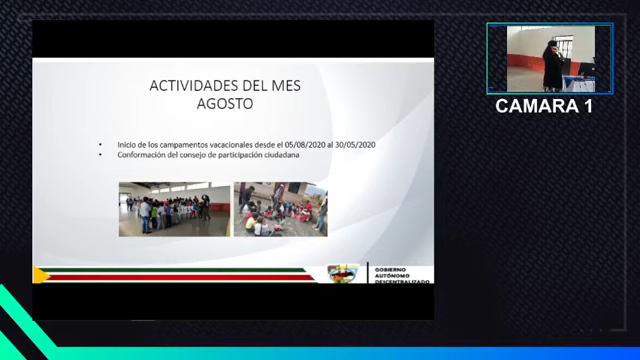 ACTIVIDADES DEL MES
AGOSTO
• Inicio de los campamentos vacacionales desde el 05/08/2020 al 30/05/2020
• Conformación del consejo de participación ciudadana
GOBIERNO
AUTÓNOMO
DESCENTRALIZADO
CAMARA 1